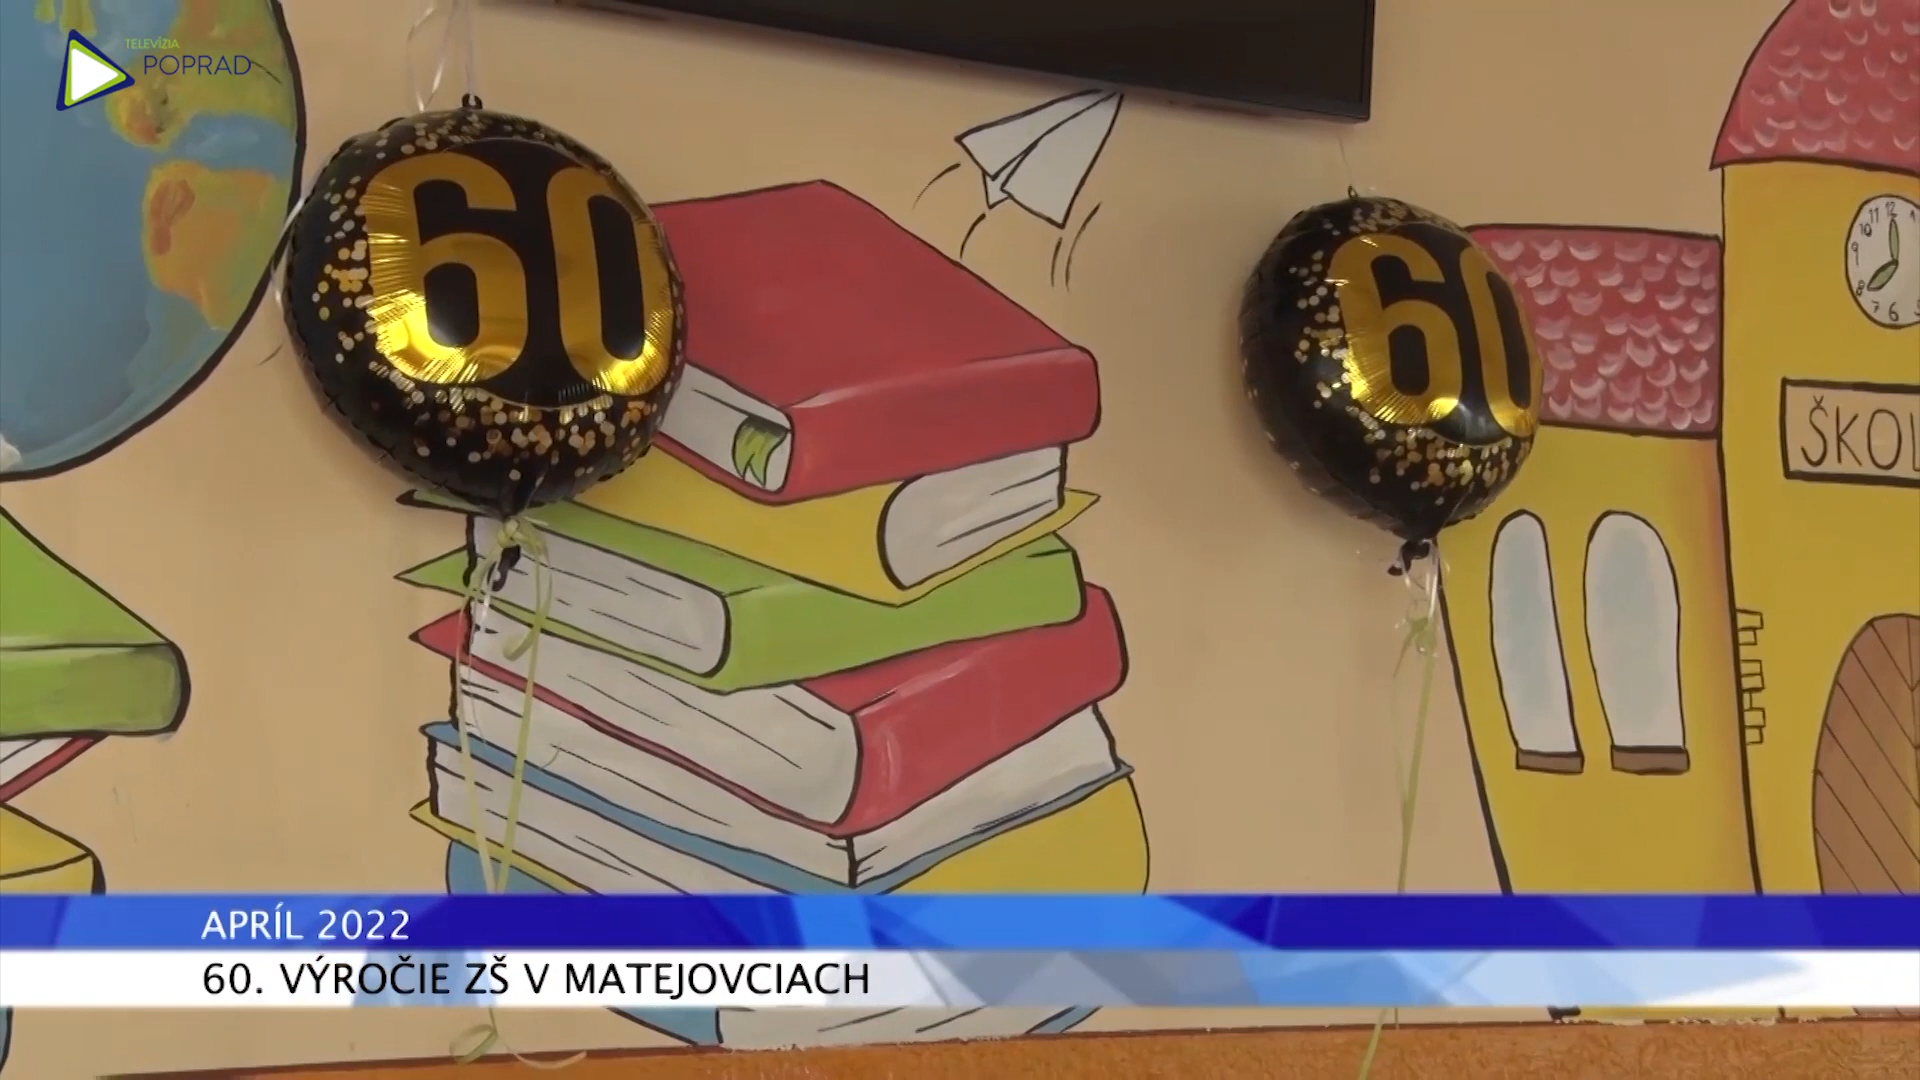 TELEVÍZIA
POPRAD
60
60
ŠKOL
APRÍL 2022
60. VÝROČIE ZŠ V MATEJOVCIACH